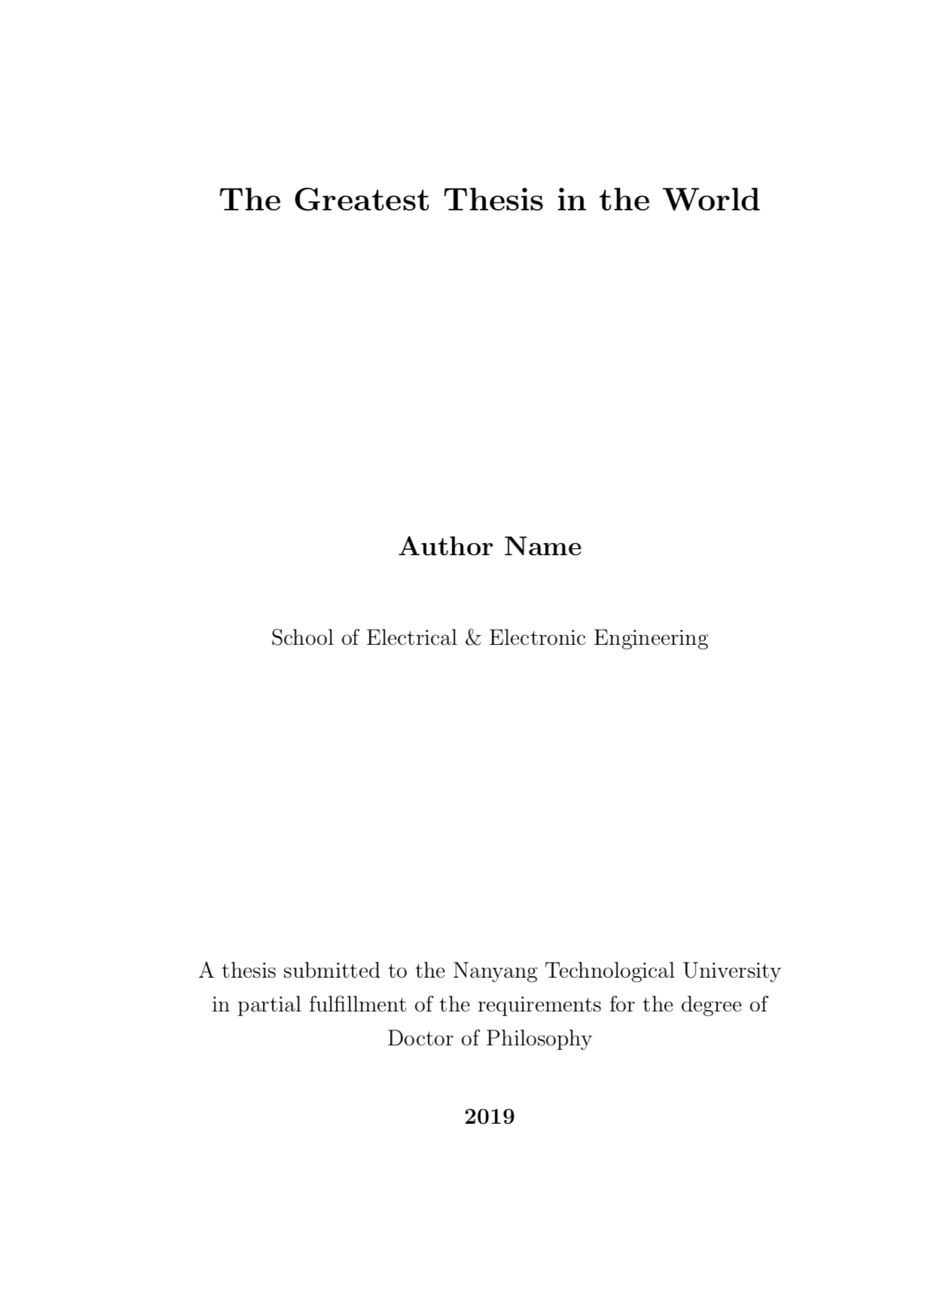 The Greatest Thesis in the World
Author Name
School of Electrical & Electronic Engineering
A thesis submitted to the Nanyang Technological University
in partial fulfillment of the requirements for the degree of
Doctor of Philosophy
2019